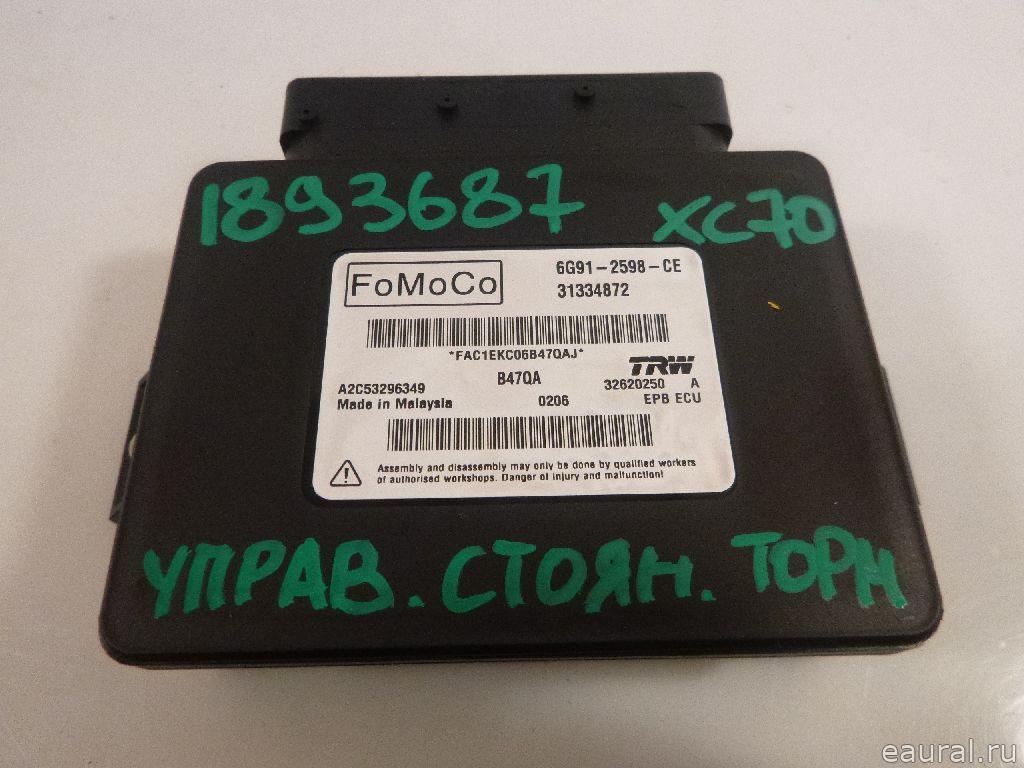 1893687 XC70
FoMoCo 6G91-2598-CE
31334872
*FAC1EKC06B47QAJ*
B47QA TRW
A2C53296349 32620250 A
Made in Malaysia 0206 EPB ECU
Assembly and disassembly may only be done by qualified workers
of authorised workshops. Danger of injury and malfunction!
УПРАВ. СТОЯН. ТОРМ
eaural.ru